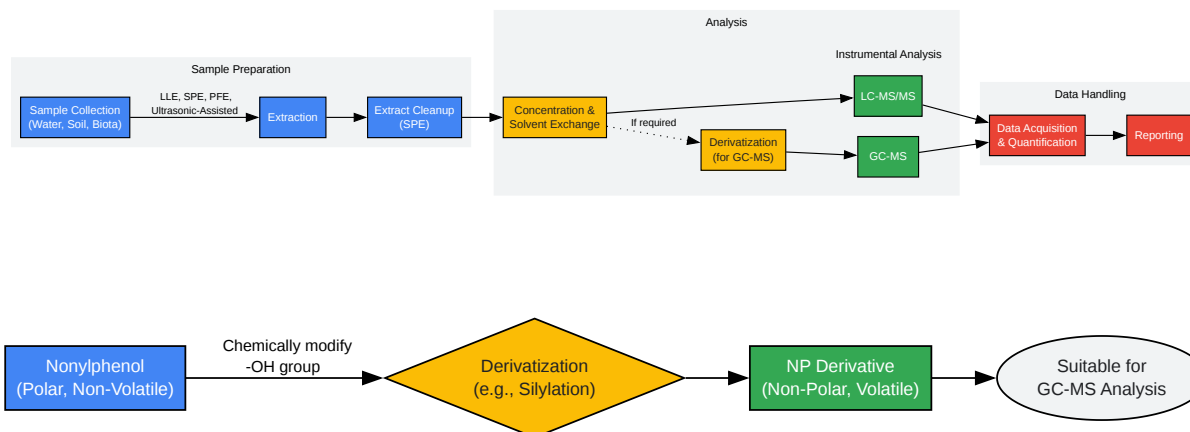 Analysis
Instrumental Analysis
Sample Preparation
LLE, SPE, PFE,
Ultrasonic-Assisted
Sample Collection
(Water, Soil, Biota)
Extraction
Extract Cleanup
(SPE)
Concentration &
Solvent Exchange
If required
Derivatization
(for GC-MS)
LC-MS/MS
GC-MS
Data Handling
Data Acquisition
& Quantification
Reporting
Nonylphenol
(Polar, Non-Volatile)
Chemically modify
-OH group
Derivatization
(e.g., Silylation)
NP Derivative
(Non-Polar, Volatile)
Suitable for
GC-MS Analysis